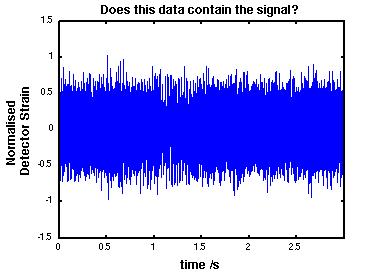 Does this data contain the signal?
1.5
1
0.5
0
-0.5
-1
-1.5
Normalised
Detector Strain
0 0.5 1 1.5 2 2.5
time /s